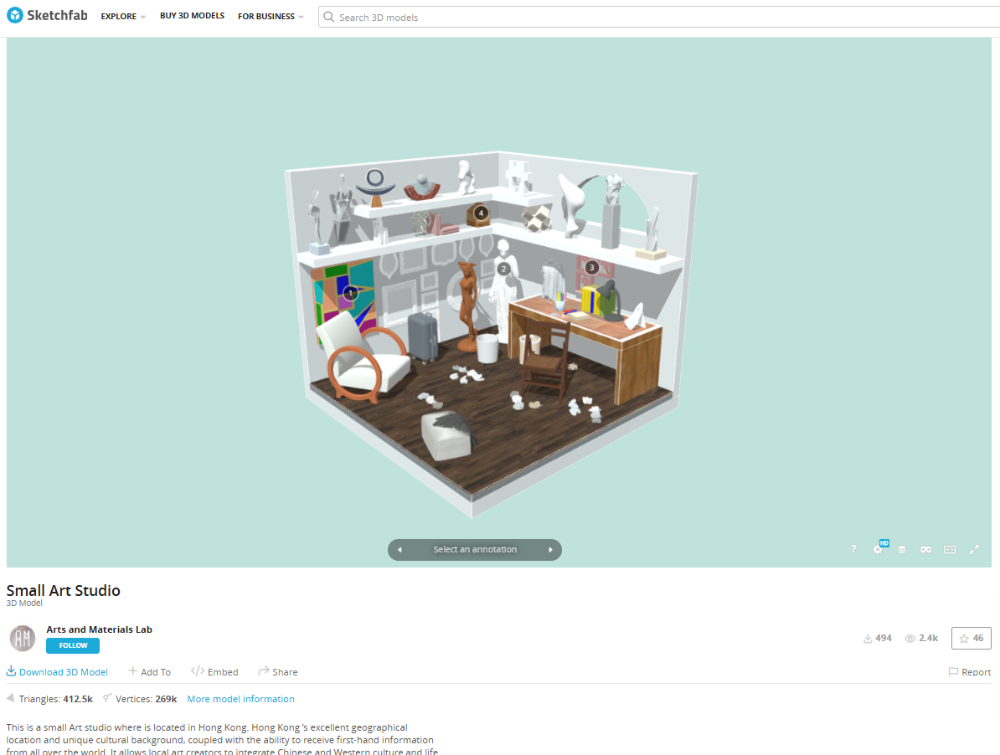 Sketchfab EXPLORE BUY 3D MODELS FOR BUSINESS Search 3D models
4
2
3
1
Select an annotation
? HD
Small Art Studio
3D Model
AM
Arts and Materials Lab
FOLLOW
494 2.4k 46
Download 3D Model Add To Embed Share Report
Triangles: 412.5k Vertices: 269k More model information
This is a small Art studio where is located in Hong Kong. Hong Kong 's excellent geographical
location and unique cultural background, coupled with the ability to receive first-hand information
from all over the world. It allows local art creators to integrate Chinese and Western culture and life